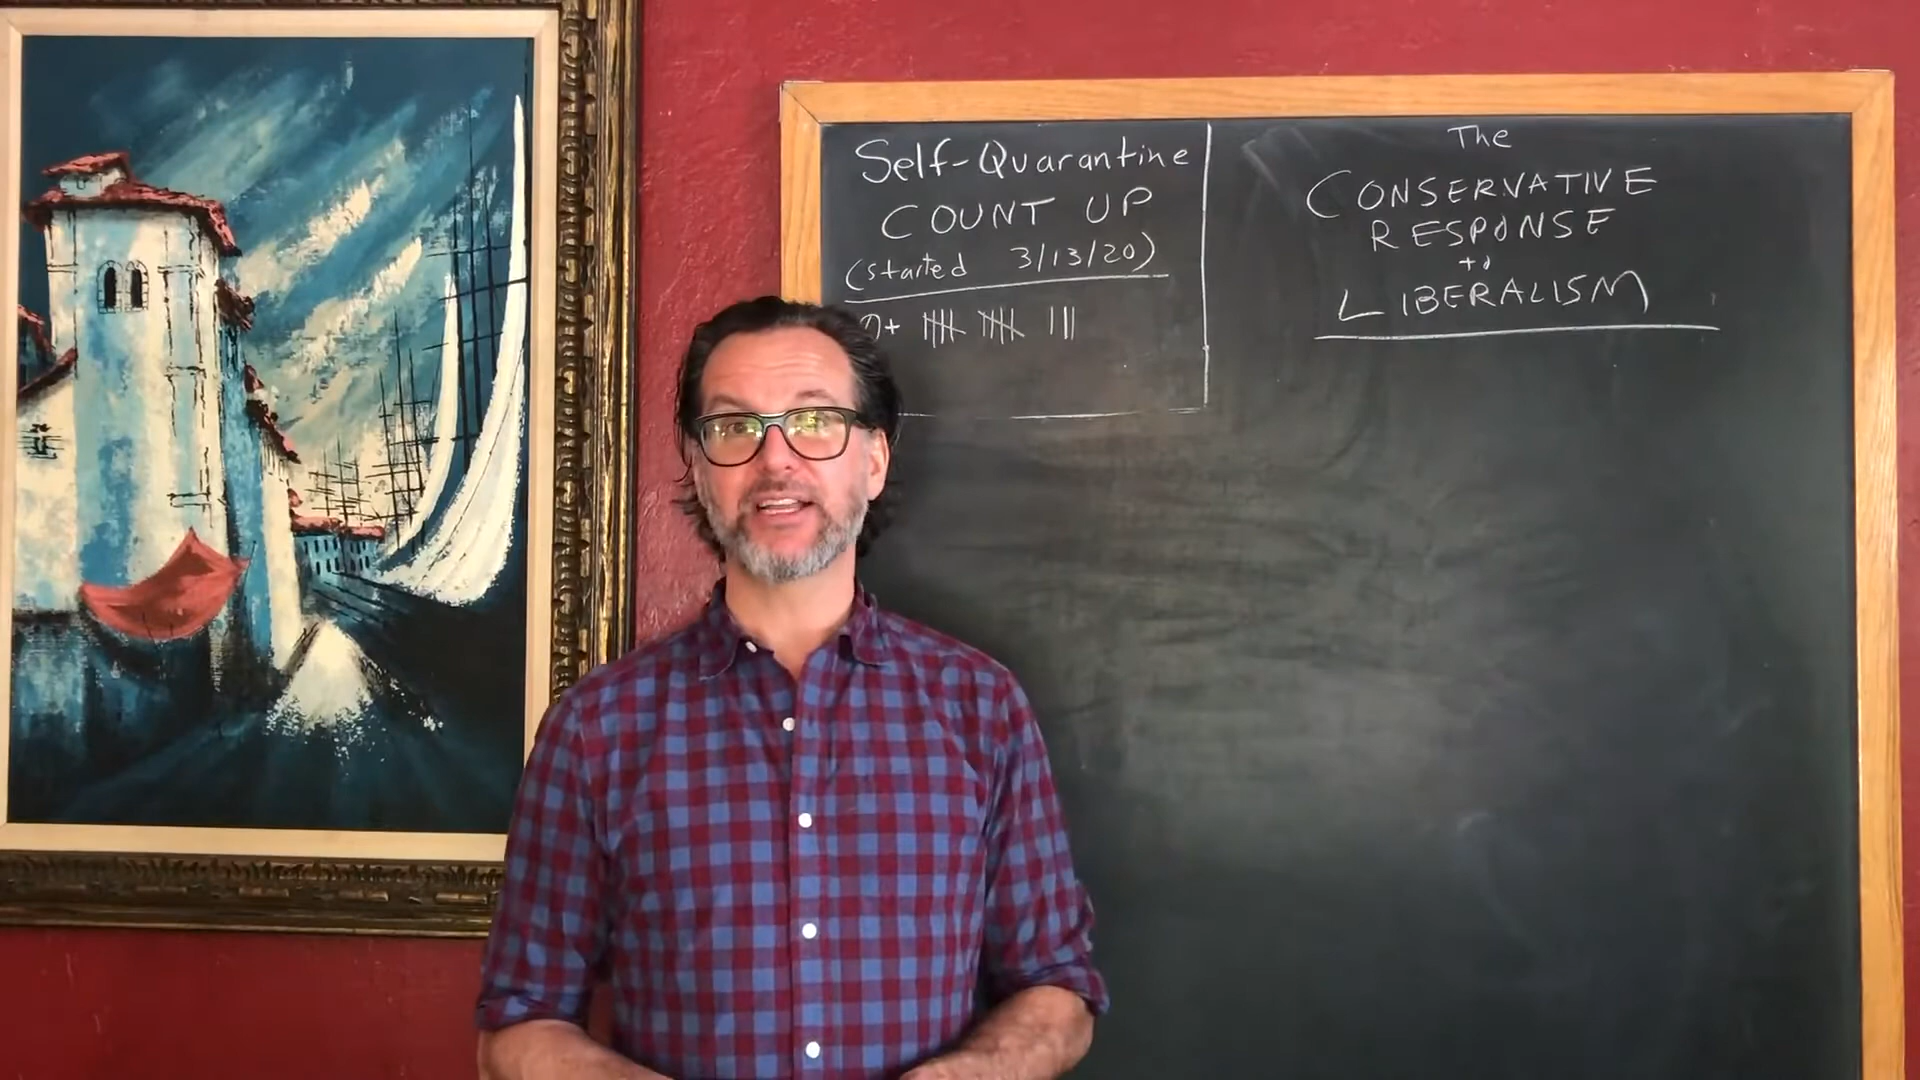 Self-Quarantine
COUNT UP
(started 3/13/20)
The
CONSERVATIVE
RESPONSE
to
LIBERALISM